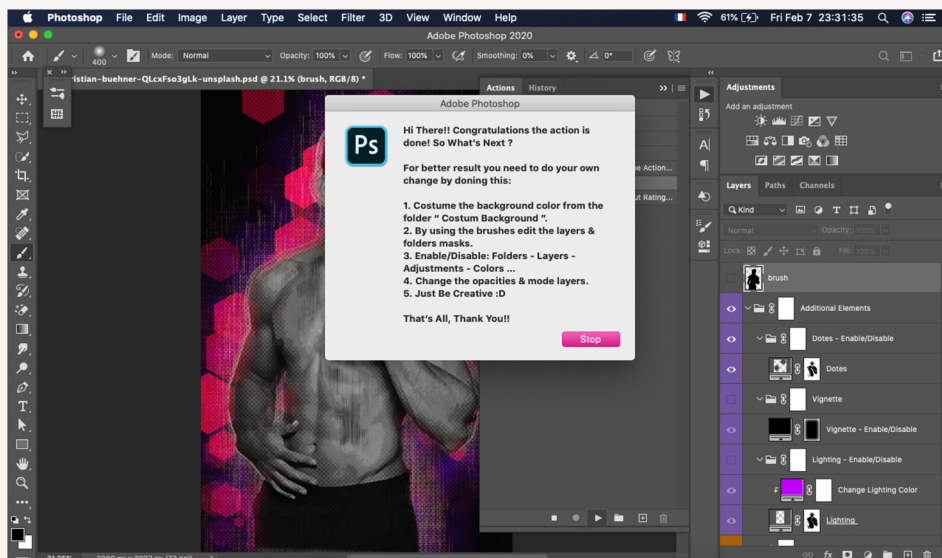 Photoshop File Edit Image Layer Type Select Filter 3D View Window Help 61% Fri Feb 7 23:31:35
Adobe Photoshop 2020
400 Mode: Normal Opacity: 100% Flow: 100% Smoothing: 0% 0°
ristian-buehner-QLcxFso3gLk-unsplash.psd @ 21.1% (brush, RGB/8) *
Actions History
e Action...
ut Rating...
Adobe Photoshop
Ps
Hi There!! Congratulations the action is
done! So What's Next ?
For better result you need to do your own
change by doning this:
1. Costume the background color from the
folder “ Costum Background ”.
2. By using the brushes edit the layers &
folders masks.
3. Enable/Disable: Folders - Layers -
Adjustments - Colors ...
4. Change the opacities & mode layers.
5. Just Be Creative :D
That's All, Thank You!!
Stop
Adjustments
Add an adjustment
Layers Paths Channels
Kind
Normal Opacity: 100%
Lock: Fill: 100%
brush
Additional Elements
Dotes - Enable/Disable
Dotes
Vignette
Vignette - Enable/Disable
Lighting - Enable/Disable
Change Lighting Color
Lighting